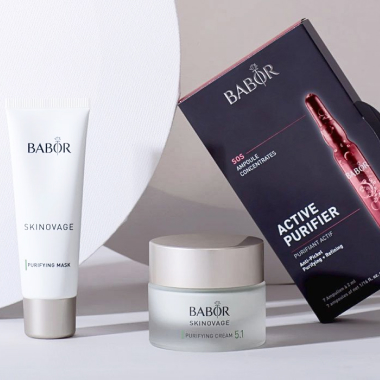 BABOR
SKINOVAGE
PURIFYING MASK
BABOR
SKINOVAGE
PURIFYING CREAM 5.1
BABOR
SOS
AMPOULE
CONCENTRATES
ACTIVE
PURIFIER
PURIFIANT ACTIF
Anti-Pickel
Purifying + Refining